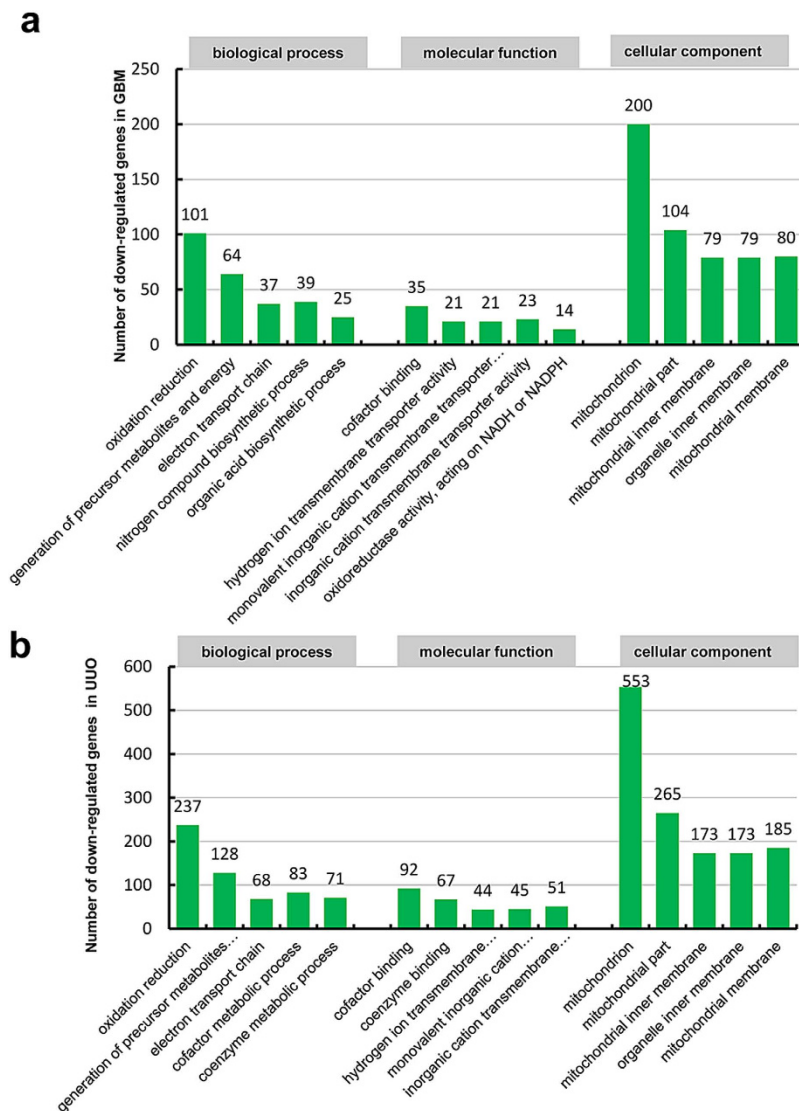 a
biological process
molecular function
cellular component
Number of down-regulated genes in GBM
250
200
150
100
50
0
101
64
37
39
25
35
21
21
23
14
200
104
79
79
80
oxidation reduction
generation of precursor metabolites and energy
electron transport chain
nitrogen compound biosynthetic process
organic acid biosynthetic process
cofactor binding
hydrogen ion transmembrane transporter activity
monovalent inorganic cation transmembrane transporter…
inorganic cation transmembrane transporter activity
oxidoreductase activity, acting on NADH or NADPH
mitochondrion
mitochondrial part
mitochondrial inner membrane
organelle inner membrane
mitochondrial membrane
b
biological process
molecular function
cellular component
Number of down-regulated genes in UUO
600
500
400
300
200
100
0
237
128
68
83
71
92
67
44
45
51
553
265
173
173
185
oxidation reduction
generation of precursor metabolites…
electron transport chain
cofactor metabolic process
coenzyme metabolic process
cofactor binding
coenzyme binding
hydrogen ion transmembrane…
monovalent inorganic cation…
inorganic cation transmembrane…
mitochondrion
mitochondrial part
mitochondrial inner membrane
organelle inner membrane
mitochondrial membrane